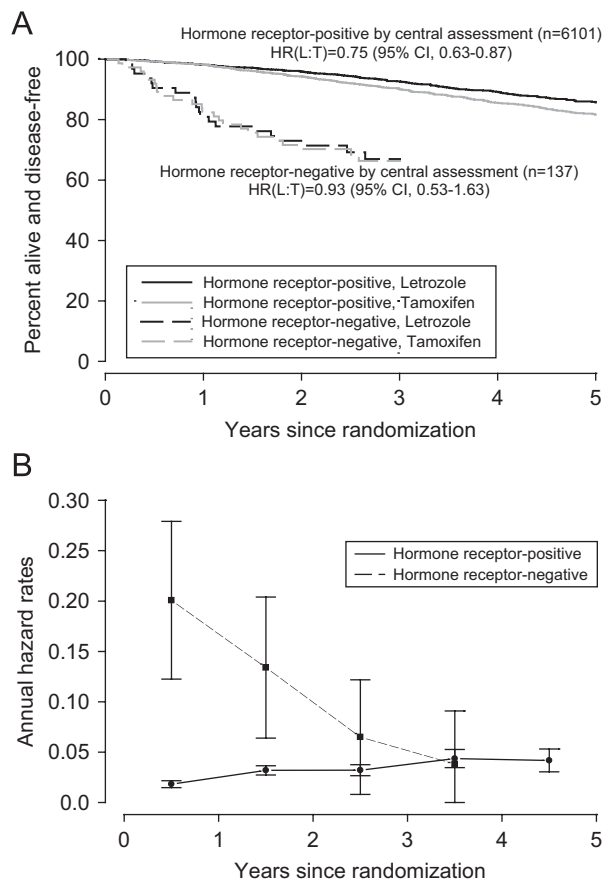 A
Hormone receptor-positive by central assessment (n=6101)
HR(L:T)=0.75 (95% CI, 0.63-0.87)
100
80
60
40
20
0
Percent alive and disease-free
Hormone receptor-negative by central assessment (n=137)
HR(L:T)=0.93 (95% CI, 0.53-1.63)
Hormone receptor-positive, Letrozole
Hormone receptor-positive, Tamoxifen
Hormone receptor-negative, Letrozole
Hormone receptor-negative, Tamoxifen
0 1 2 3 4 5
Years since randomization
B
0.30
0.25
0.20
0.15
0.10
0.05
0.0
Annual hazard rates
Hormone receptor-positive
Hormone receptor-negative
0 1 2 3 4 5
Years since randomization